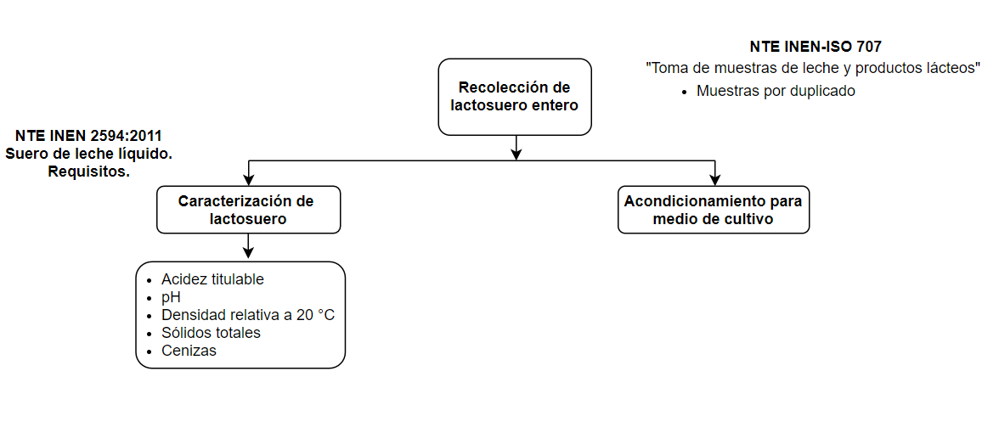 NTE INEN-ISO 707
"Toma de muestras de leche y productos lácteos"
• Muestras por duplicado
Recolección de
lactosuero entero
NTE INEN 2594:2011
Suero de leche líquido.
Requisitos.
Caracterización de
lactosuero
Acondicionamiento para
medio de cultivo
• Acidez titulable
• pH
• Densidad relativa a 20 °C
• Sólidos totales
• Cenizas